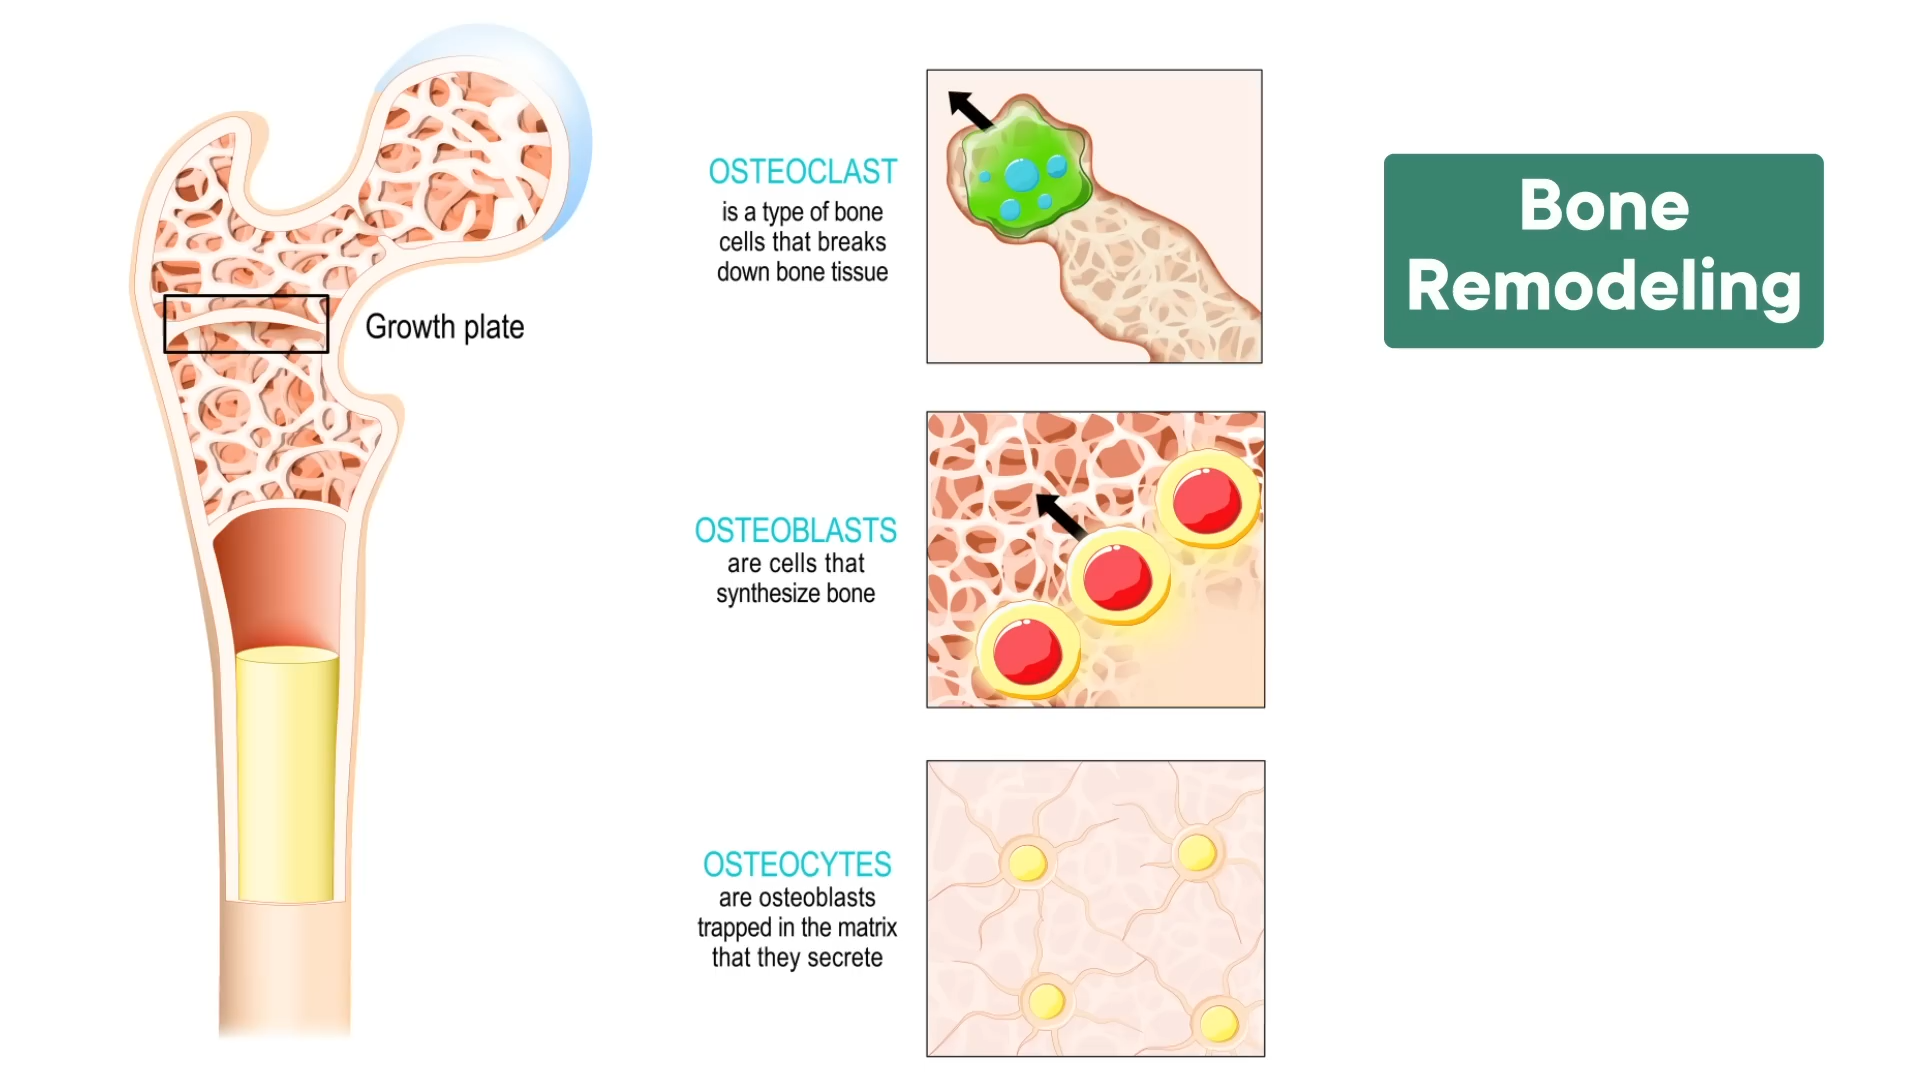 Growth plate
OSTEOCLAST
is a type of bone
cells that breaks
down bone tissue
OSTEOBLASTS
are cells that
synthesize bone
OSTEOCYTES
are osteoblasts
trapped in the matrix
that they secrete
Bone
Remodeling